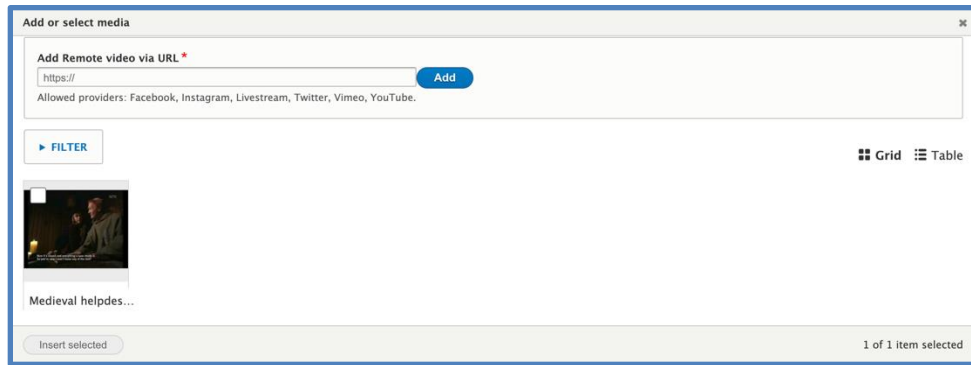 Add or select media
Add Remote video via URL*
https://
Add
Allowed providers: Facebook, Instagram, Livestream, Twitter, Vimeo, YouTube.
FILTER
Grid Table
Medieval helpdes...
Insert selected
1 of 1 item selected